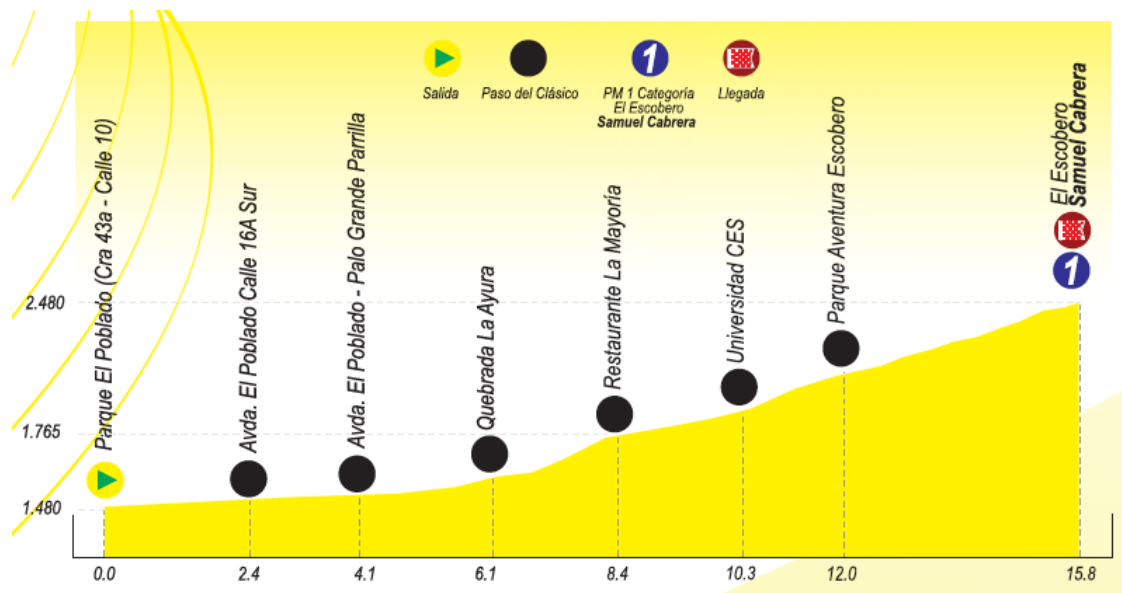 Salida
Paso del Clásico
PM 1 Categoría
El Escobero
Samuel Cabrera
Llegada
1
Parque El Poblado (Cra 43a - Calle 10)
Avda. El Poblado Calle 16A Sur
Avda. El Poblado - Palo Grande Parrilla
Quebrada La Ayura
Restaurante La Mayoría
Universidad CES
Parque Aventura Escobero
El Escobero
Samuel Cabrera
1
2.480
1.765
1.480
0.0
2.4
4.1
6.1
8.4
10.3
12.0
15.8